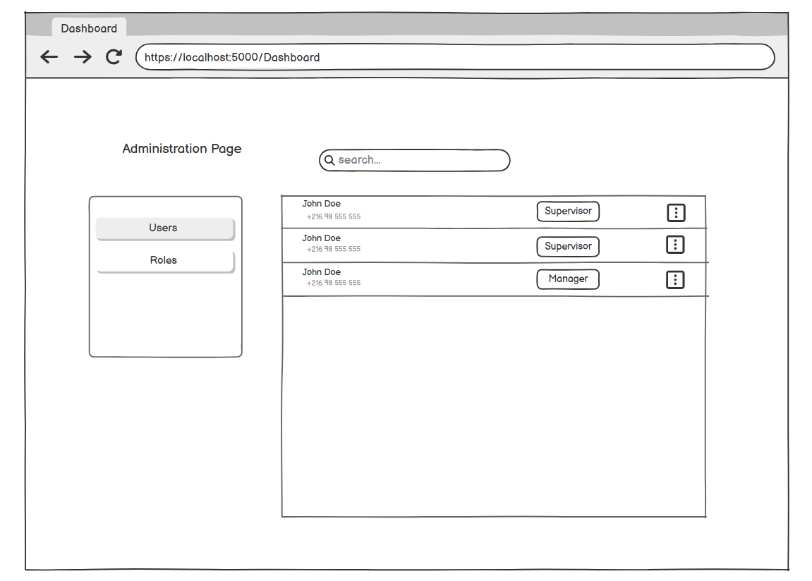 Dashboard
https://localhost:5000/Dashboard
Administration Page
search...
Users
Roles
John Doe
+216 98 555 555
Supervisor
John Doe
+216 98 555 555
Supervisor
John Doe
+216 98 555 555
Manager